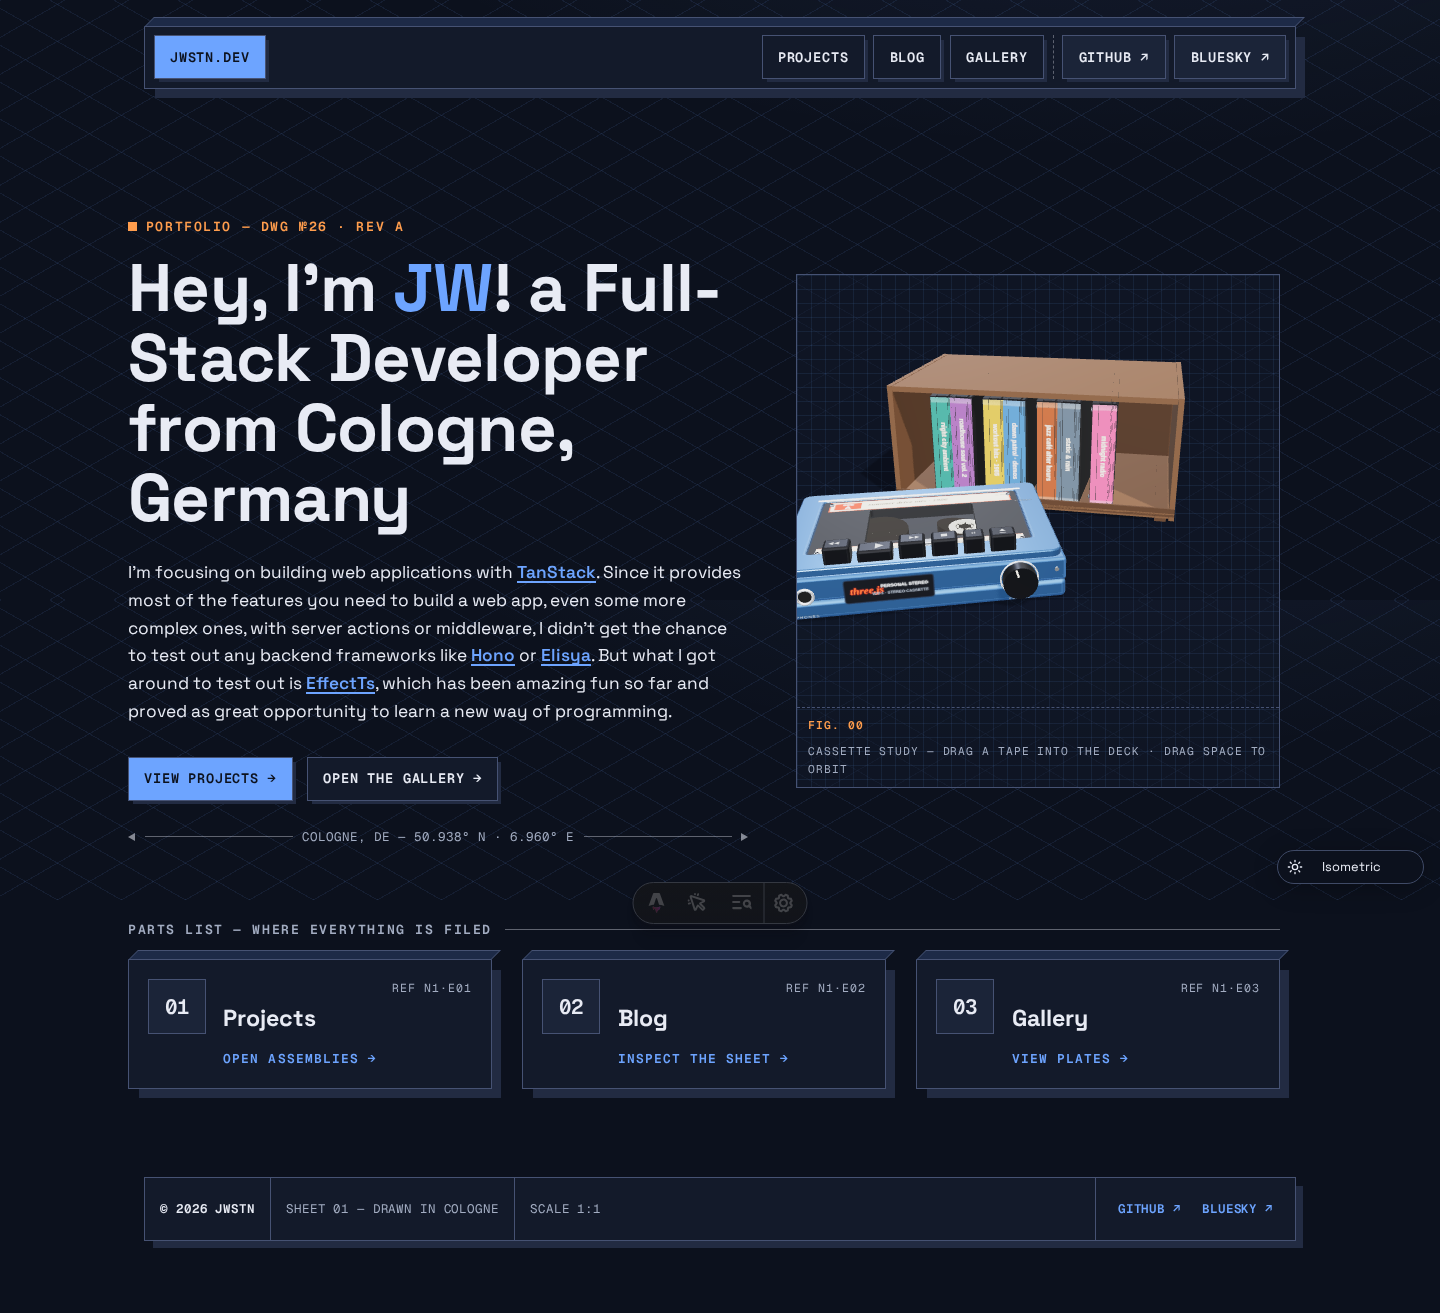 JWSTN.DEV
PROJECTS
BLOG
GALLERY
GITHUB ↗
BLUESKY ↗
PORTFOLIO — DWG №26 · REV A
Hey, I'm JW! a Full-
Stack Developer
from Cologne,
Germany
I'm focusing on building web applications with TanStack. Since it provides
most of the features you need to build a web app, even some more
complex ones, with server actions or middleware, I didn't get the chance
to test out any backend frameworks like Hono or Elisya. But what I got
around to test out is EffectTs, which has been amazing fun so far and
proved as great opportunity to learn a new way of programming.
VIEW PROJECTS →
OPEN THE GALLERY →
COLOGNE, DE — 50.938° N · 6.960° E
PERSONAL STEREO
FIG. 00
CASSETTE STUDY — DRAG A TAPE INTO THE DECK · DRAG SPACE TO
ORBIT
Isometric
PARTS LIST — WHERE EVERYTHING IS FILED
01
REF N1·E01
Projects
OPEN ASSEMBLIES →
02
REF N1·E02
Blog
INSPECT THE SHEET →
03
REF N1·E03
Gallery
VIEW PLATES →
© 2026 JWSTN
SHEET 01 — DRAWN IN COLOGNE
SCALE 1:1
GITHUB ↗
BLUESKY ↗